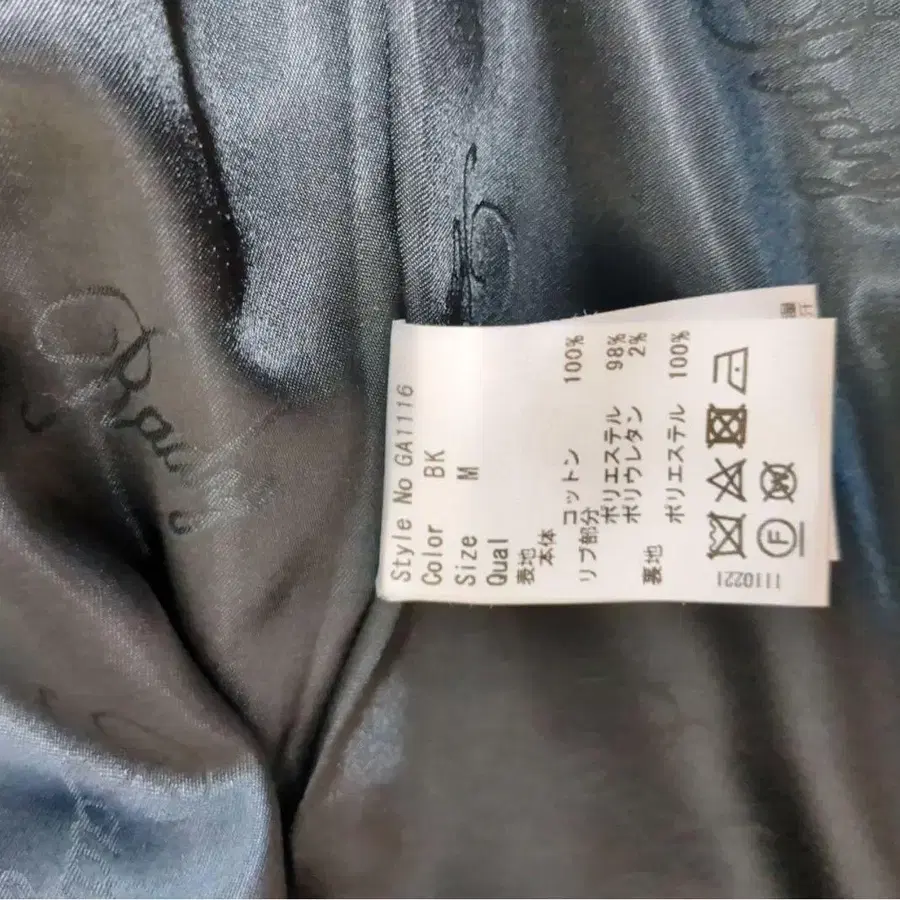 Style No GA1116
Color BK
Size M
Qual
表地
本体 コットン 100%
リブ部分 ポリエステル 98%
ポリウレタン 2%
裏地 ポリエステル 100%
F
W
1110221